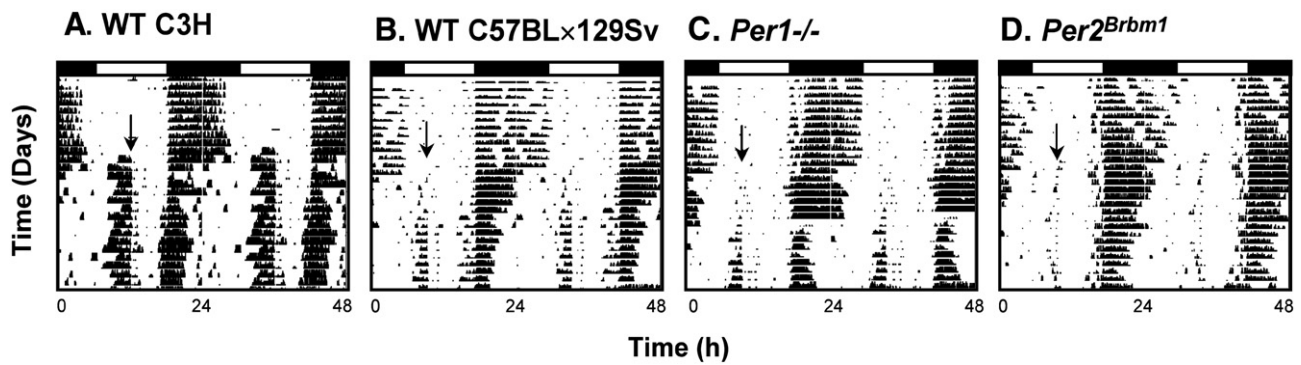 A. WT C3H
B. WT C57BL×129Sv
C. Per1-/-
D. Per2Brbm1
Time (Days)
0 24 48
0 24 48
0 24 48
0 24 48
Time (h)